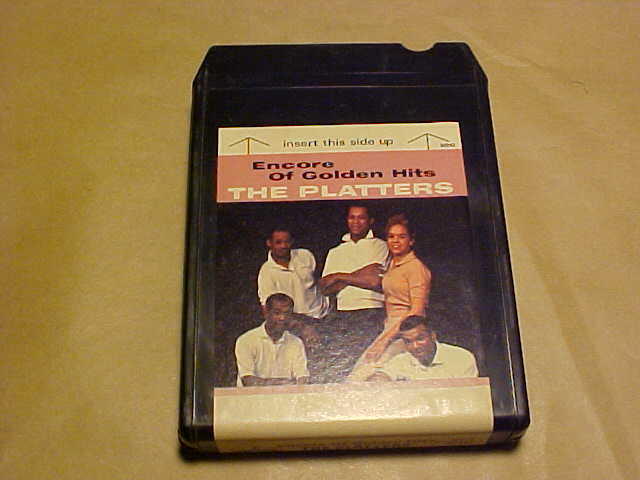 insert this side up
Encore
Of Golden Hits
THE PLATTERS